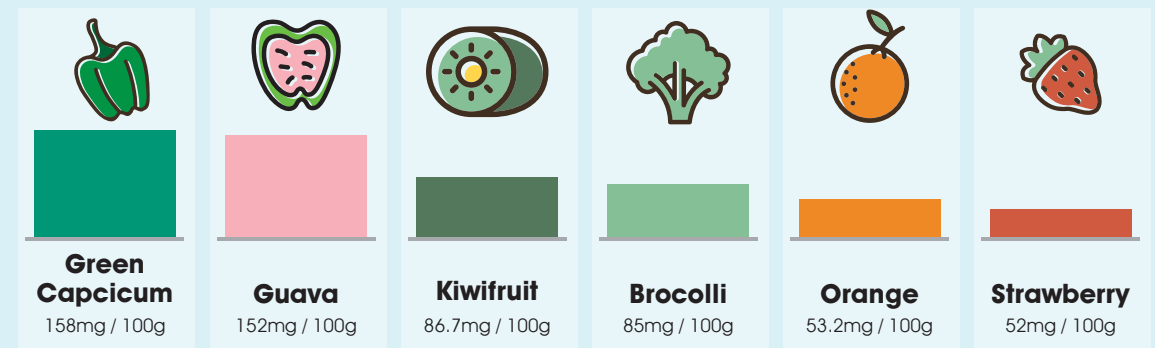 Green
Capcicum
158mg / 100g
Guava
152mg / 100g
Kiwifruit
86.7mg / 100g
Brocolli
85mg / 100g
Orange
53.2mg / 100g
Strawberry
52mg / 100g